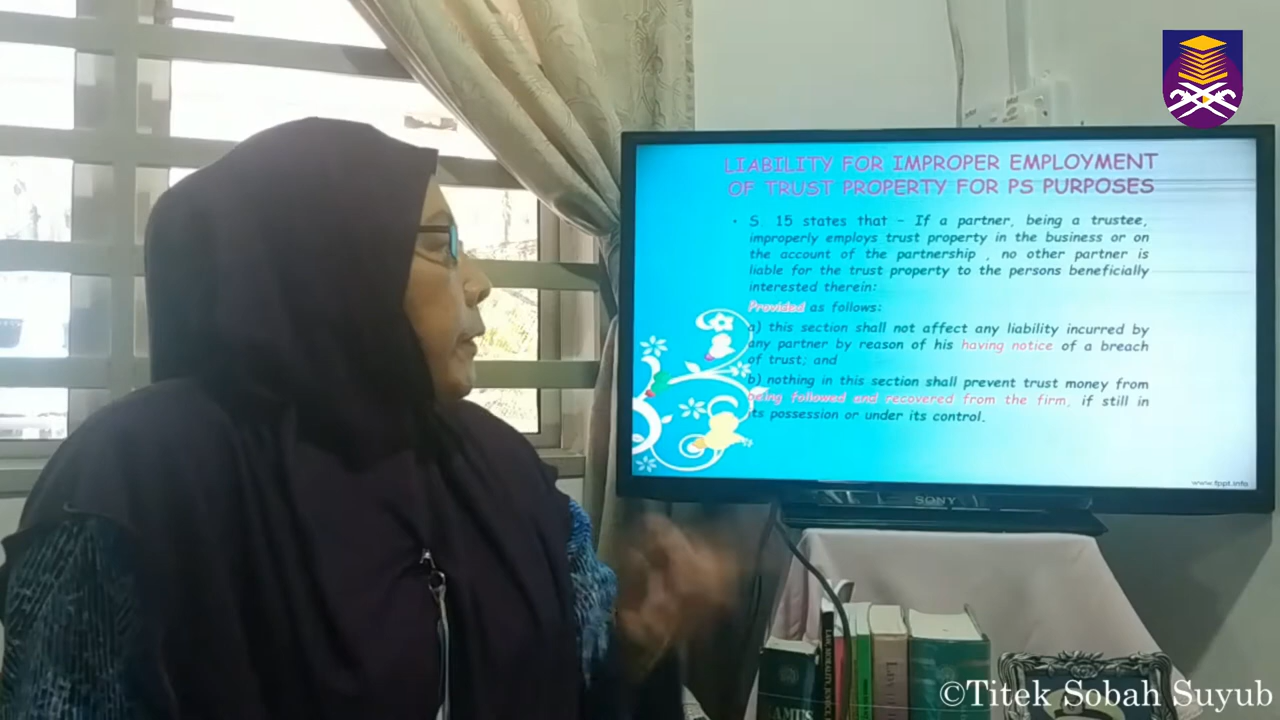 LIABILITY FOR IMPROPER EMPLOYMENT
OF TRUST PROPERTY FOR PS PURPOSES
• S. 15 states that – If a partner, being a trustee,
improperly employs trust property in the business or on
the account of the partnership , no other partner is
liable for the trust property to the persons beneficially
interested therein:
Provided as follows:
a) this section shall not affect any liability incurred by
any partner by reason of his having notice of a breach
of trust; and
b) nothing in this section shall prevent trust money from
being followed and recovered from the firm, if still in
its possession or under its control.
www.fppt.info
SONY
©Titek Sobah Suyub